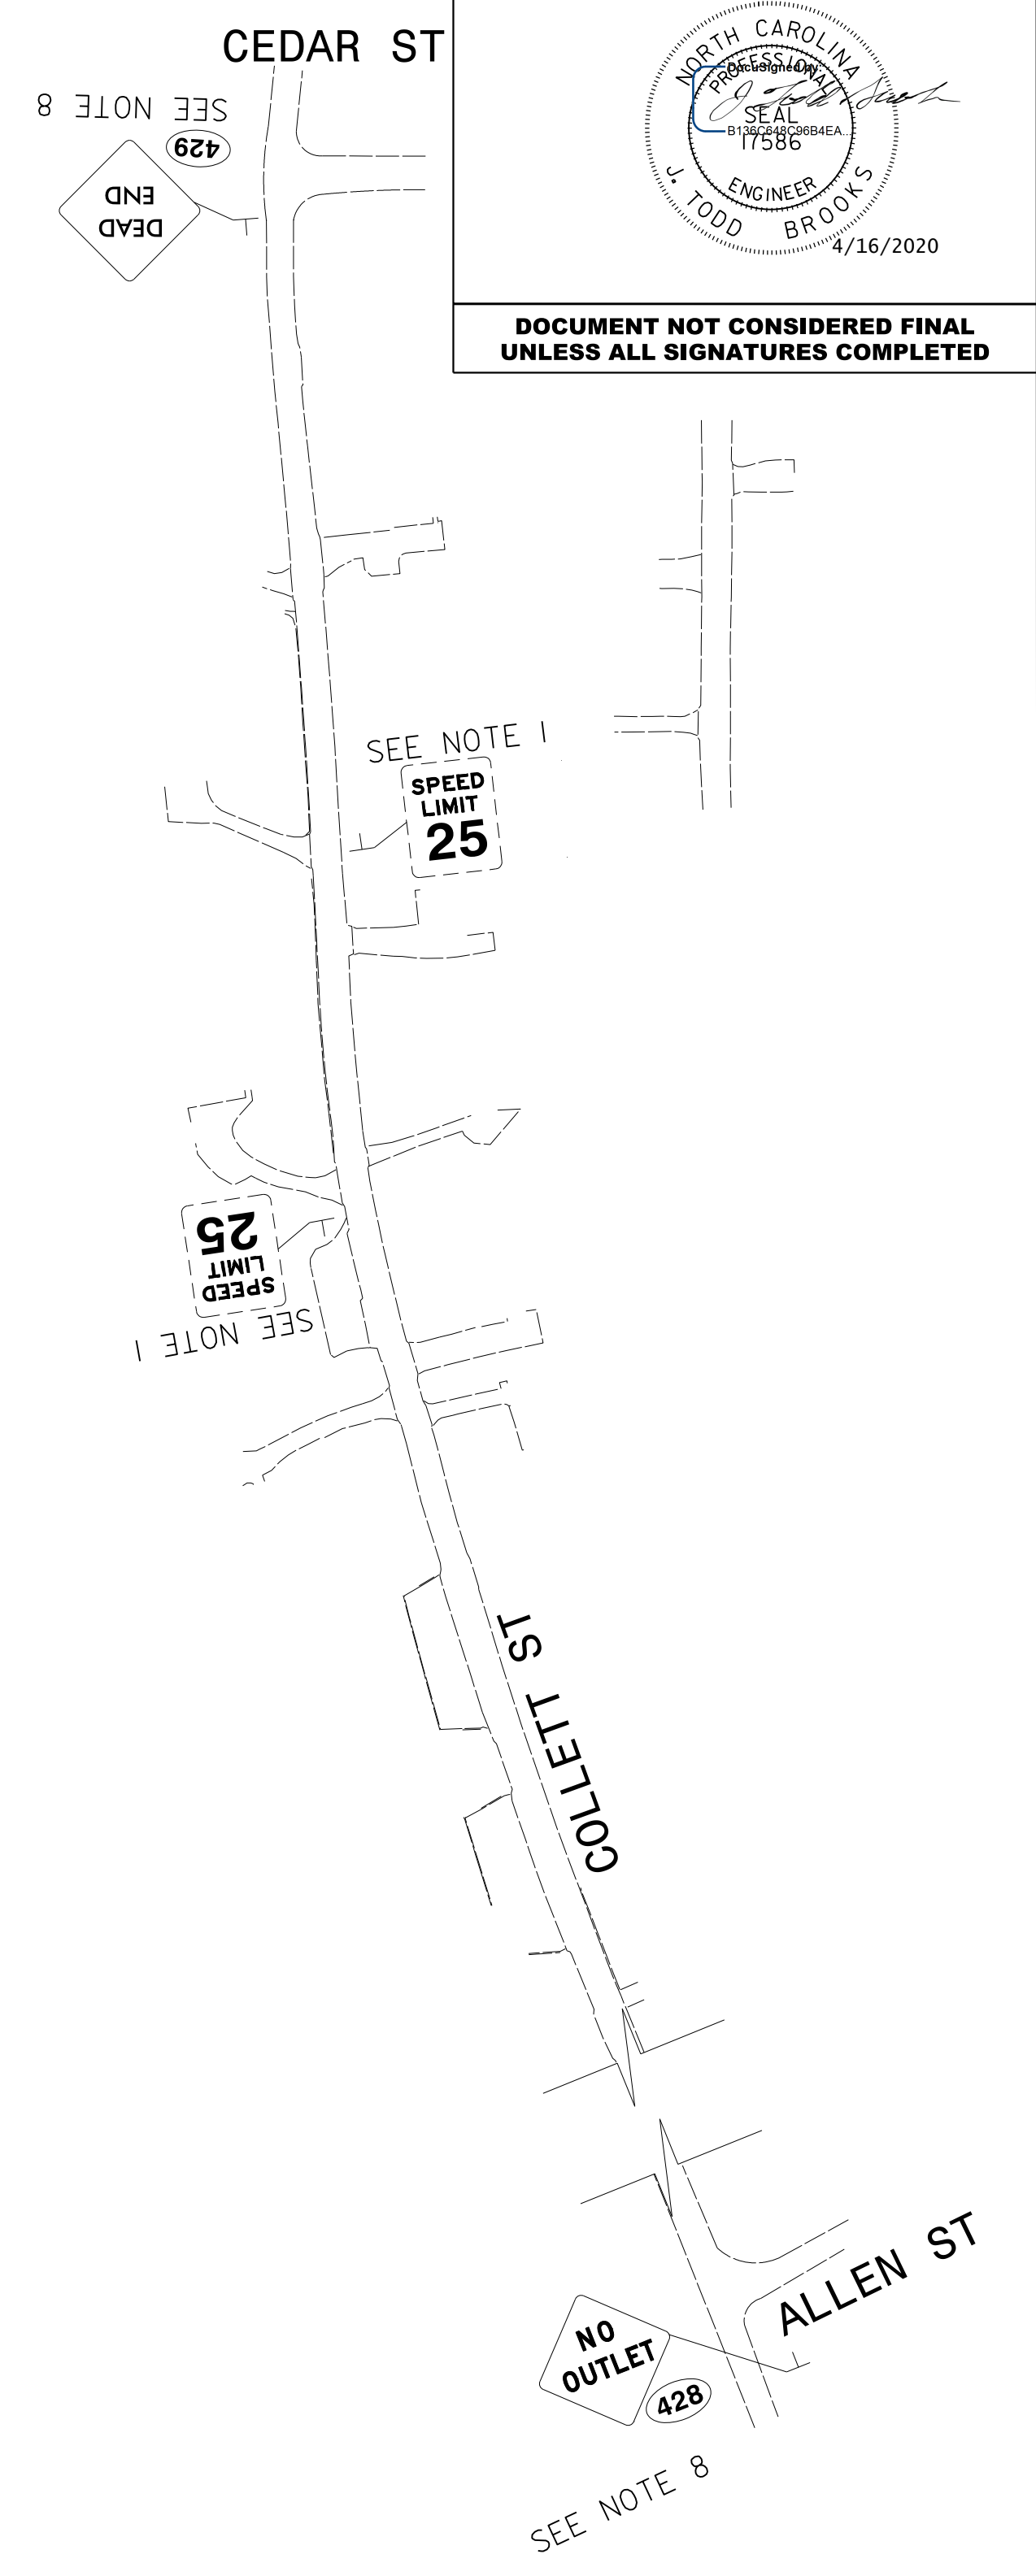 CEDAR ST
SEE NOTE 8
429
DEAD
END
NORTH CAROLINA
PROFESSIONAL
DocuSigned by:
SEAL
B136C648C96B4EA...
17586
ENGINEER
J. TODD BROOKS
4/16/2020
DOCUMENT NOT CONSIDERED FINAL
UNLESS ALL SIGNATURES COMPLETED
SEE NOTE 1
SPEED
LIMIT
25
SPEED
LIMIT
25
SEE NOTE 1
COLLETT ST
ALLEN ST
NO
OUTLET
428
SEE NOTE 8